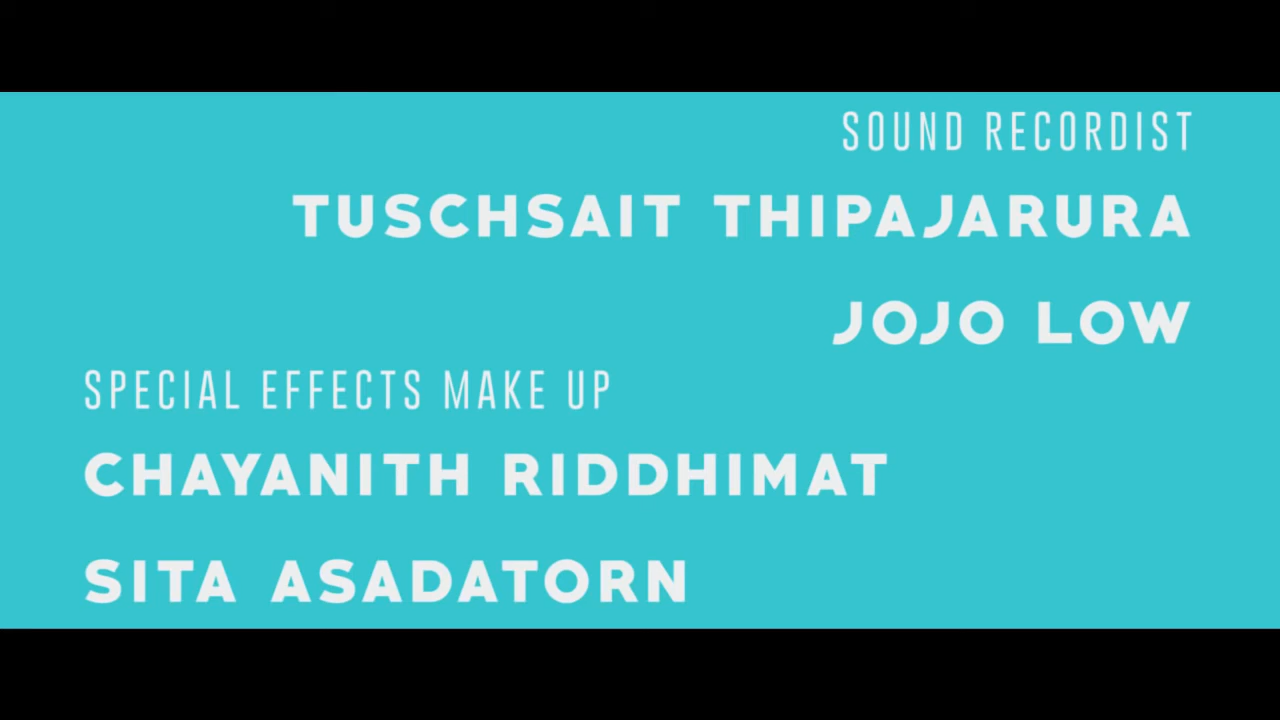 SOUND RECORDIST
TUSCHSAIT THIPAJARURA
JOJO LOW
SPECIAL EFFECTS MAKE UP
CHAYANITH RIDDHIMAT
SITA ASADATORN